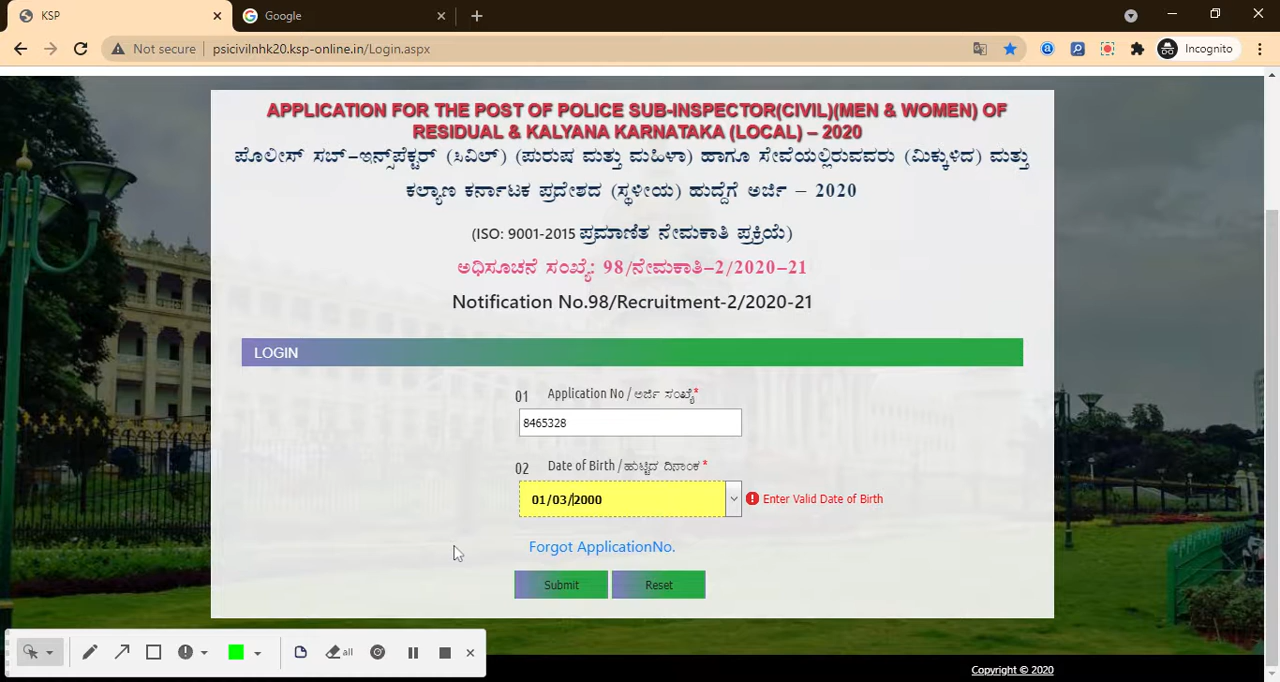 KSP
Google
Not secure
psicivilnhk20.ksp-online.in/Login.aspx
Incognito
APPLICATION FOR THE POST OF POLICE SUB-INSPECTOR(CIVIL)(MEN & WOMEN) OF
RESIDUAL & KALYANA KARNATAKA (LOCAL) – 2020
ಪೊಲೀಸ್ ಸಬ್-ಇನ್ಸ್‌ಪೆಕ್ಟರ್ (ಸಿವಿಲ್) (ಪುರುಷ ಮತ್ತು ಮಹಿಳಾ) ಹಾಗೂ ಸೇವೆಯಲ್ಲಿರುವವರು (ಮಿಕ್ಕುಳಿದ) ಮತ್ತು
ಕಲ್ಯಾಣ ಕರ್ನಾಟಕ ಪ್ರದೇಶದ (ಸ್ಥಳೀಯ) ಹುದ್ದೆಗೆ ಅರ್ಜಿ – 2020
(ISO: 9001-2015 ಪ್ರಮಾಣಿತ ನೇಮಕಾತಿ ಪ್ರಕ್ರಿಯೆ)
ಅಧಿಸೂಚನೆ ಸಂಖ್ಯೆ: 98/ನೇಮಕಾತಿ-2/2020-21
Notification No.98/Recruitment-2/2020-21
LOGIN
01 Application No / ಅರ್ಜಿ ಸಂಖ್ಯೆ*
8465328
02 Date of Birth / ಹುಟ್ಟಿದ ದಿನಾಂಕ *
01/03/2000
Enter Valid Date of Birth
Forgot ApplicationNo.
Submit
Reset
all
Copyright © 2020